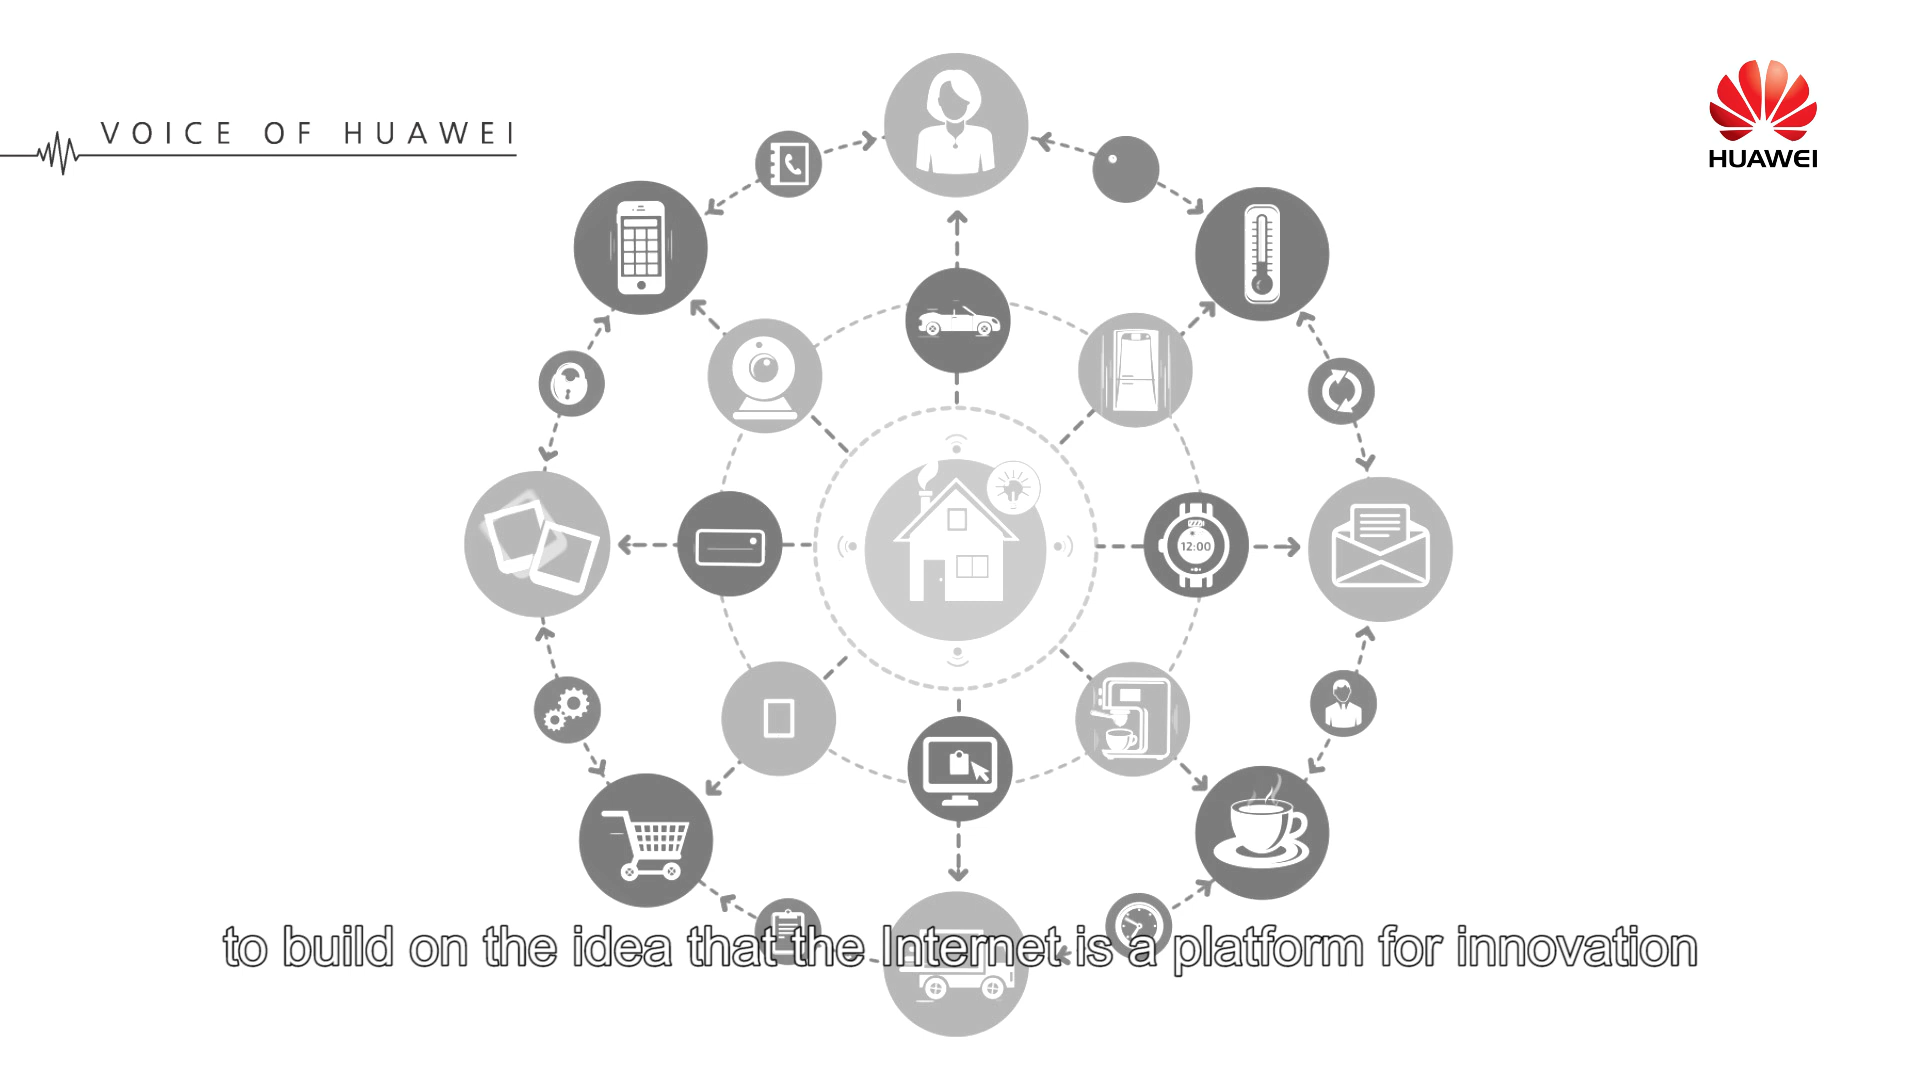 VOICE OF HUAWEI
HUAWEI
12:00
to build on the idea that the Internet is a platform for innovation